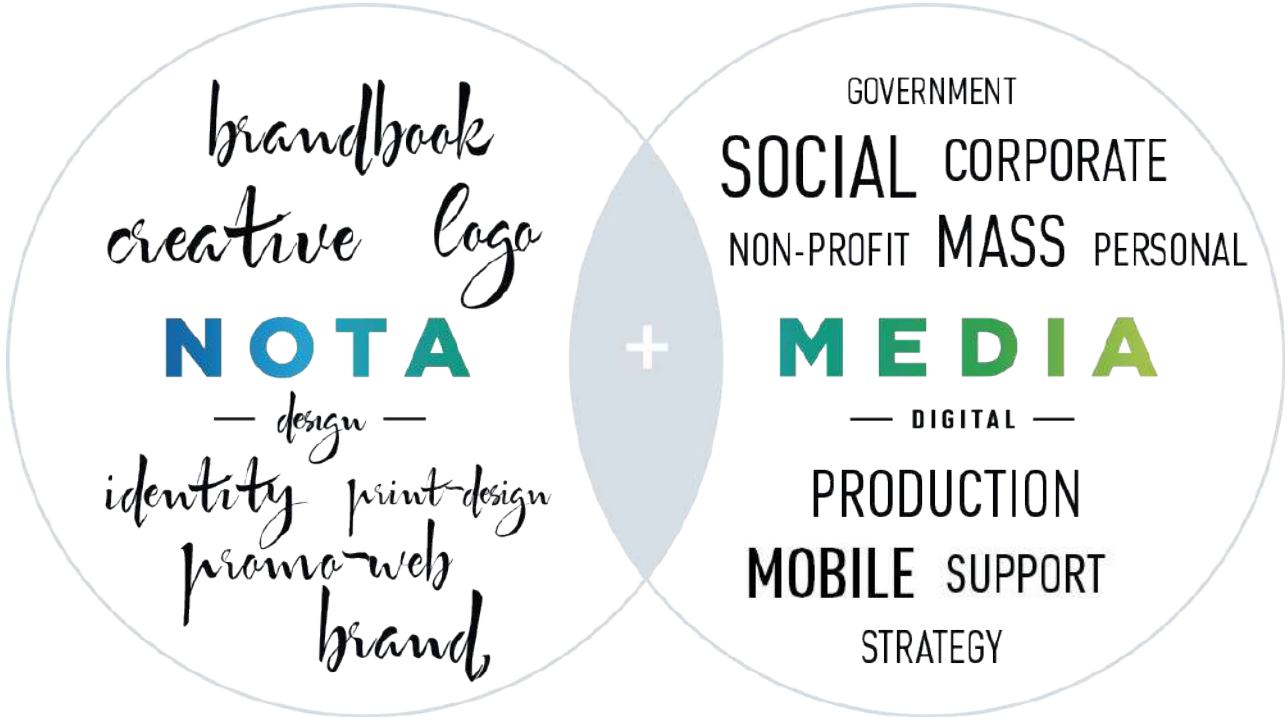 brandbook
creative logo
NOTA
design
identity print-design
promo-web
brand,
+
GOVERNMENT
SOCIAL CORPORATE
NON-PROFIT MASS PERSONAL
MEDIA
DIGITAL
PRODUCTION
MOBILE SUPPORT
STRATEGY